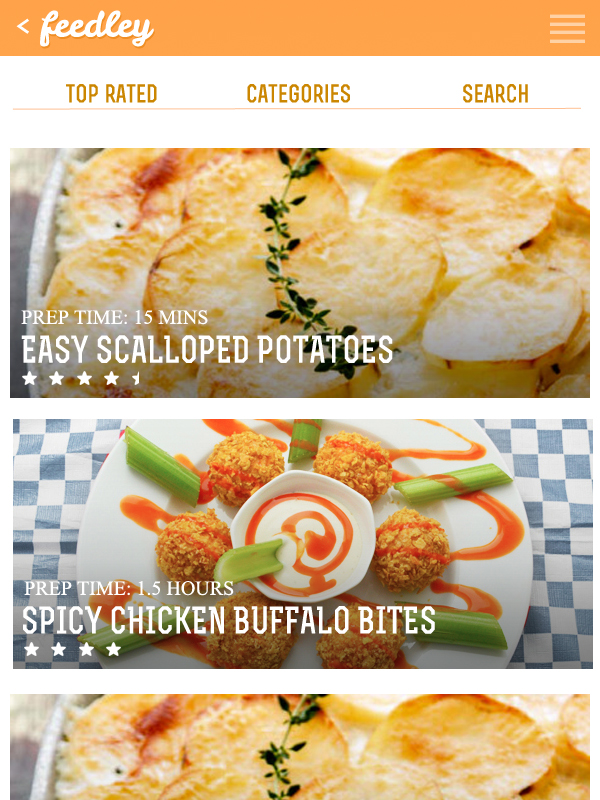 < feedley
TOP RATED CATEGORIES SEARCH
PREP TIME: 15 MINS
EASY SCALLOPED POTATOES
PREP TIME: 1.5 HOURS
SPICY CHICKEN BUFFALO BITES